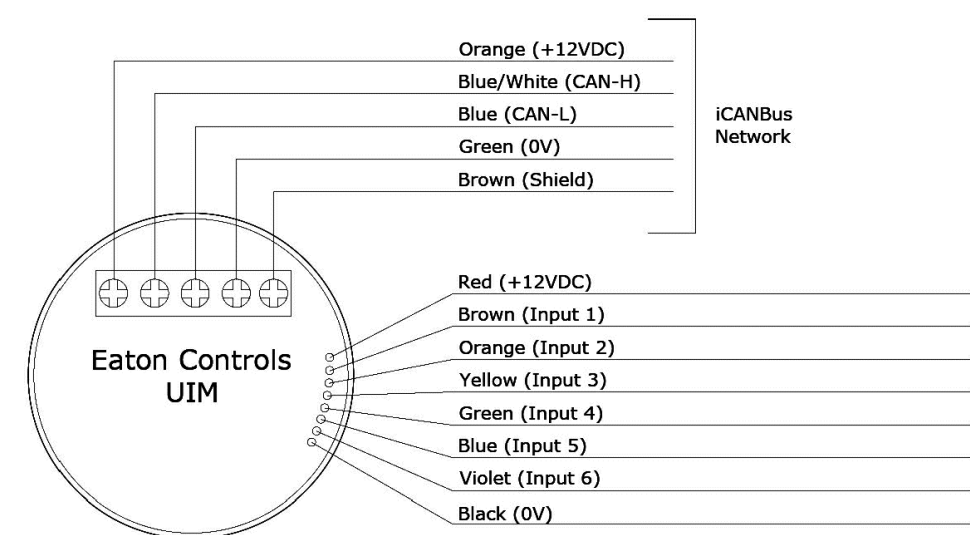 Orange (+12VDC)
Blue/White (CAN-H)
Blue (CAN-L)
Green (0V)
Brown (Shield)
iCANBus
Network
Eaton Controls
UIM
Red (+12VDC)
Brown (Input 1)
Orange (Input 2)
Yellow (Input 3)
Green (Input 4)
Blue (Input 5)
Violet (Input 6)
Black (0V)